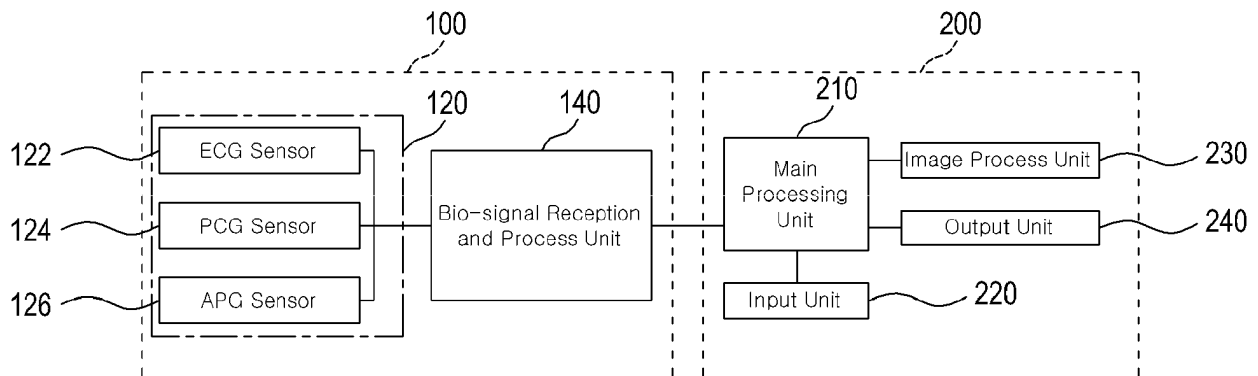 100
200
120
140
210
122
ECG Sensor
Main
Processing
Unit
Image Process Unit
230
124
PCG Sensor
Bio-signal Reception
and Process Unit
Output Unit
240
126
APG Sensor
Input Unit
220